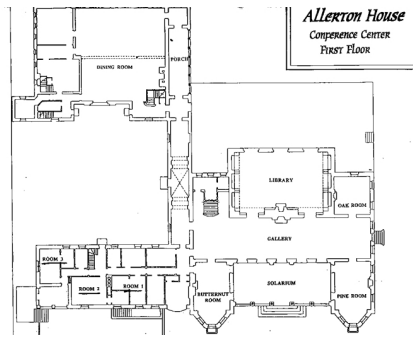 Allerton House
Conference Center
First Floor
DINING ROOM
PORCH
LIBRARY
OAK ROOM
GALLERY
ROOM 3
ROOM 2
ROOM 1
BUTTERNUT
ROOM
SOLARIUM
PINE ROOM